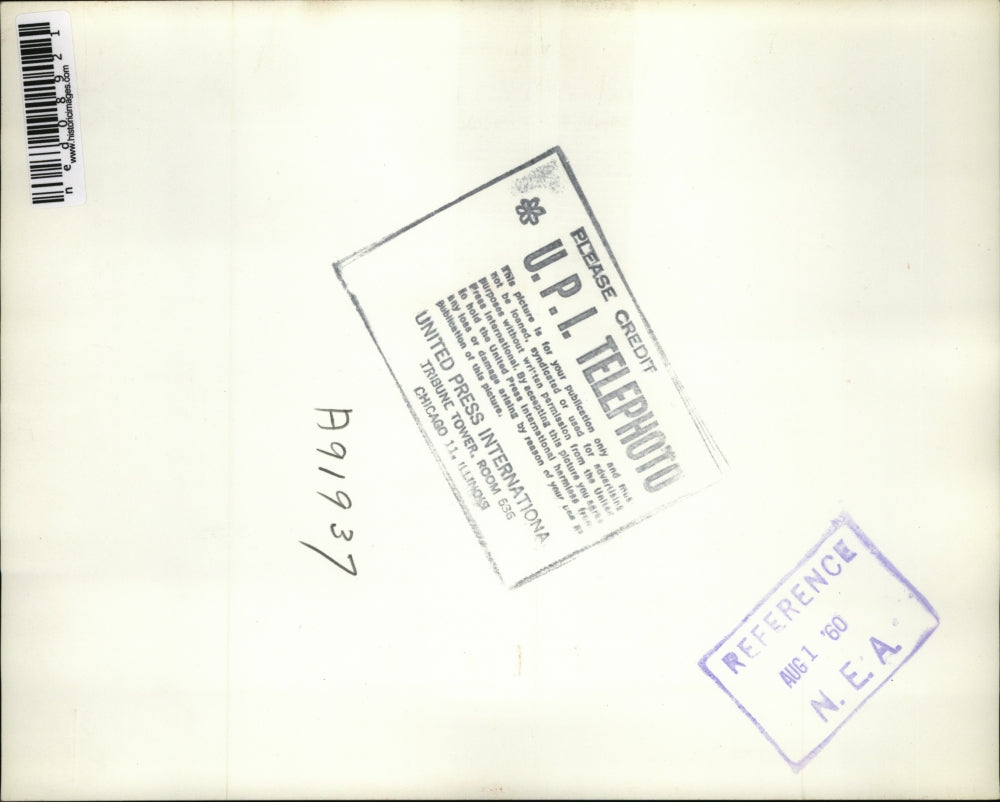 ned08921
www.historicimages.com
PLEASE CREDIT
* U.P.I. TELEPHOTO
This picture is for your publication only and mus
not be loaned, syndicated or used for advertising
purposes without written permission from the United
Press International. By accepting this picture you agree
to hold the United Press International harmless from
any loss or damage arising by reason of your use
publication of this picture.
UNITED PRESS INTERNATIONA
TRIBUNE TOWER, ROOM 636
CHICAGO 11, ILLINOIS
A91937
REFERENCE
AUG 1 '60
N. E. A.